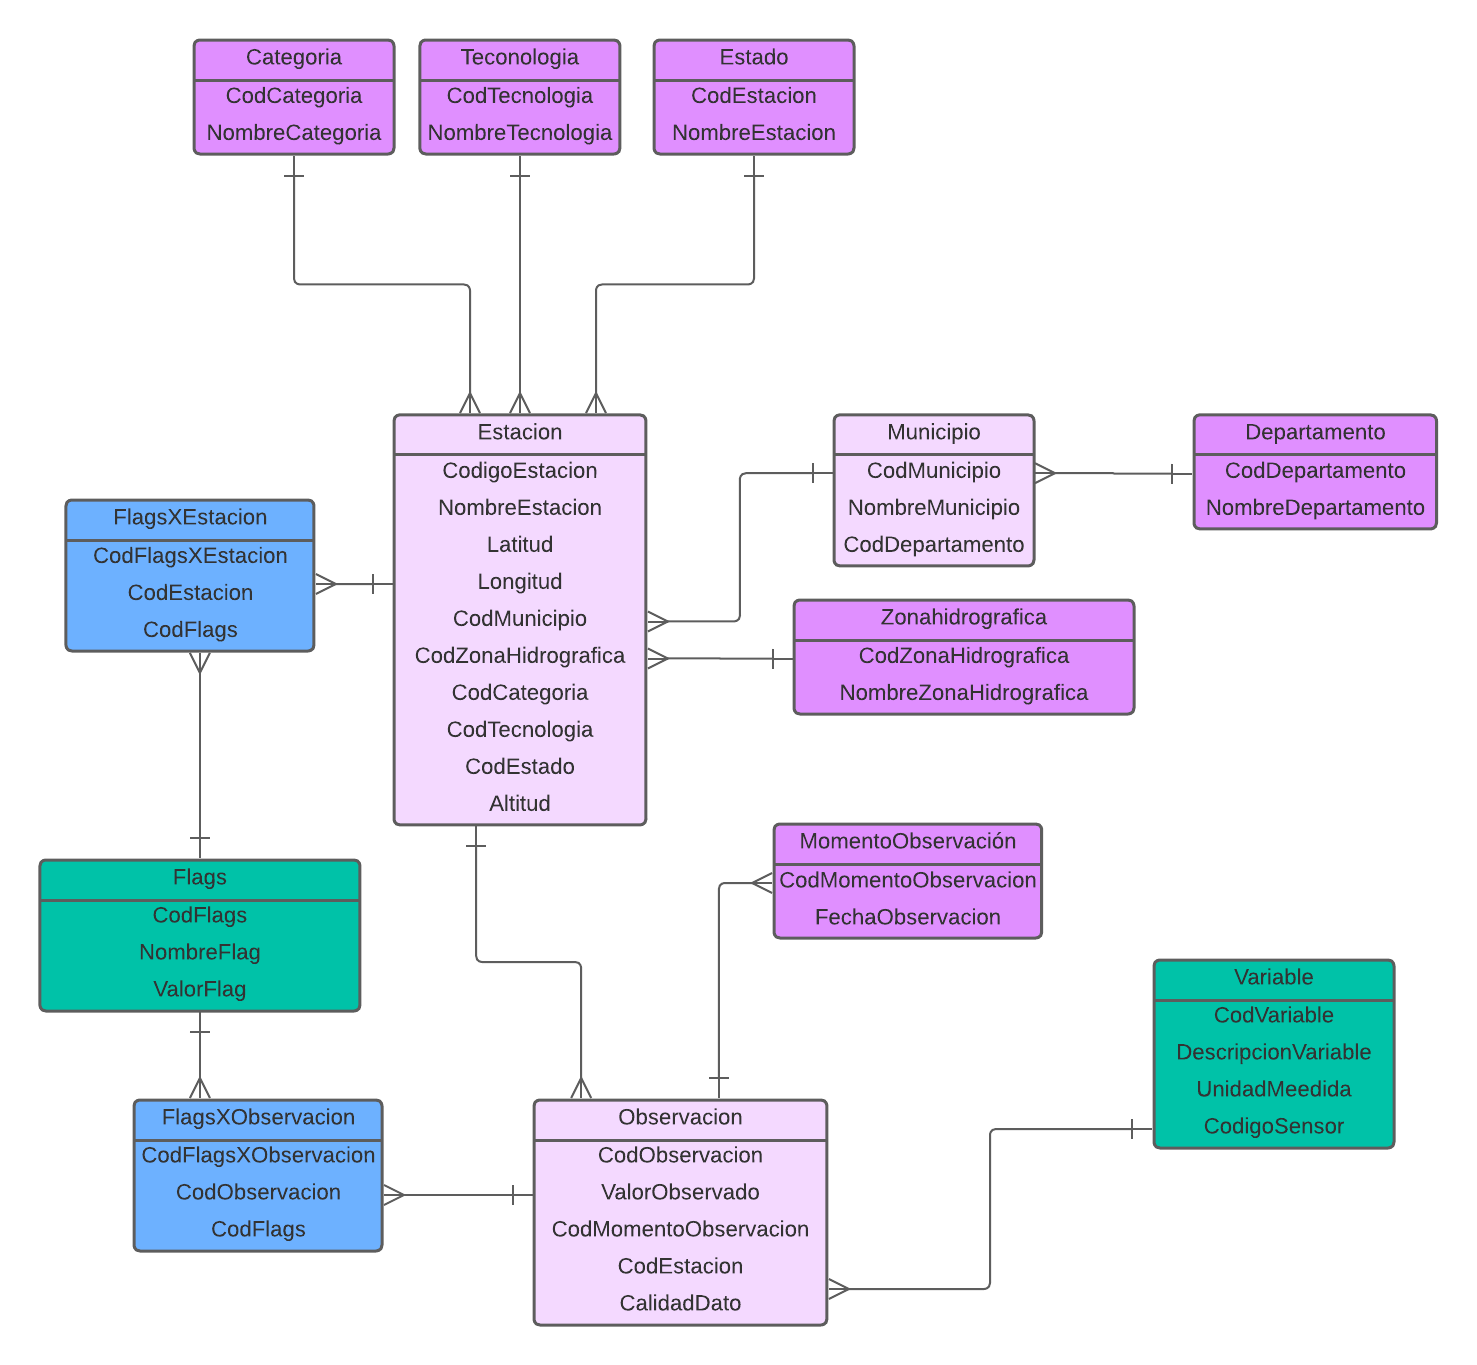 Categoria
CodCategoria
NombreCategoria
Teconologia
CodTecnologia
NombreTecnologia
Estado
CodEstacion
NombreEstacion
Estacion
CodigoEstacion
NombreEstacion
Latitud
Longitud
CodMunicipio
CodZonaHidrografica
CodCategoria
CodTecnologia
CodEstado
Altitud
Municipio
CodMunicipio
NombreMunicipio
CodDepartamento
Departamento
CodDepartamento
NombreDepartamento
FlagsXEstacion
CodFlagsXEstacion
CodEstacion
CodFlags
Zonahidrografica
CodZonaHidrografica
NombreZonaHidrografica
MomentoObservación
CodMomentoObservacion
FechaObservacion
Flags
CodFlags
NombreFlag
ValorFlag
Variable
CodVariable
DescripcionVariable
UnidadMeedida
CodigoSensor
FlagsXObservacion
CodFlagsXObservacion
CodObservacion
CodFlags
Observacion
CodObservacion
ValorObservado
CodMomentoObservacion
CodEstacion
CalidadDato